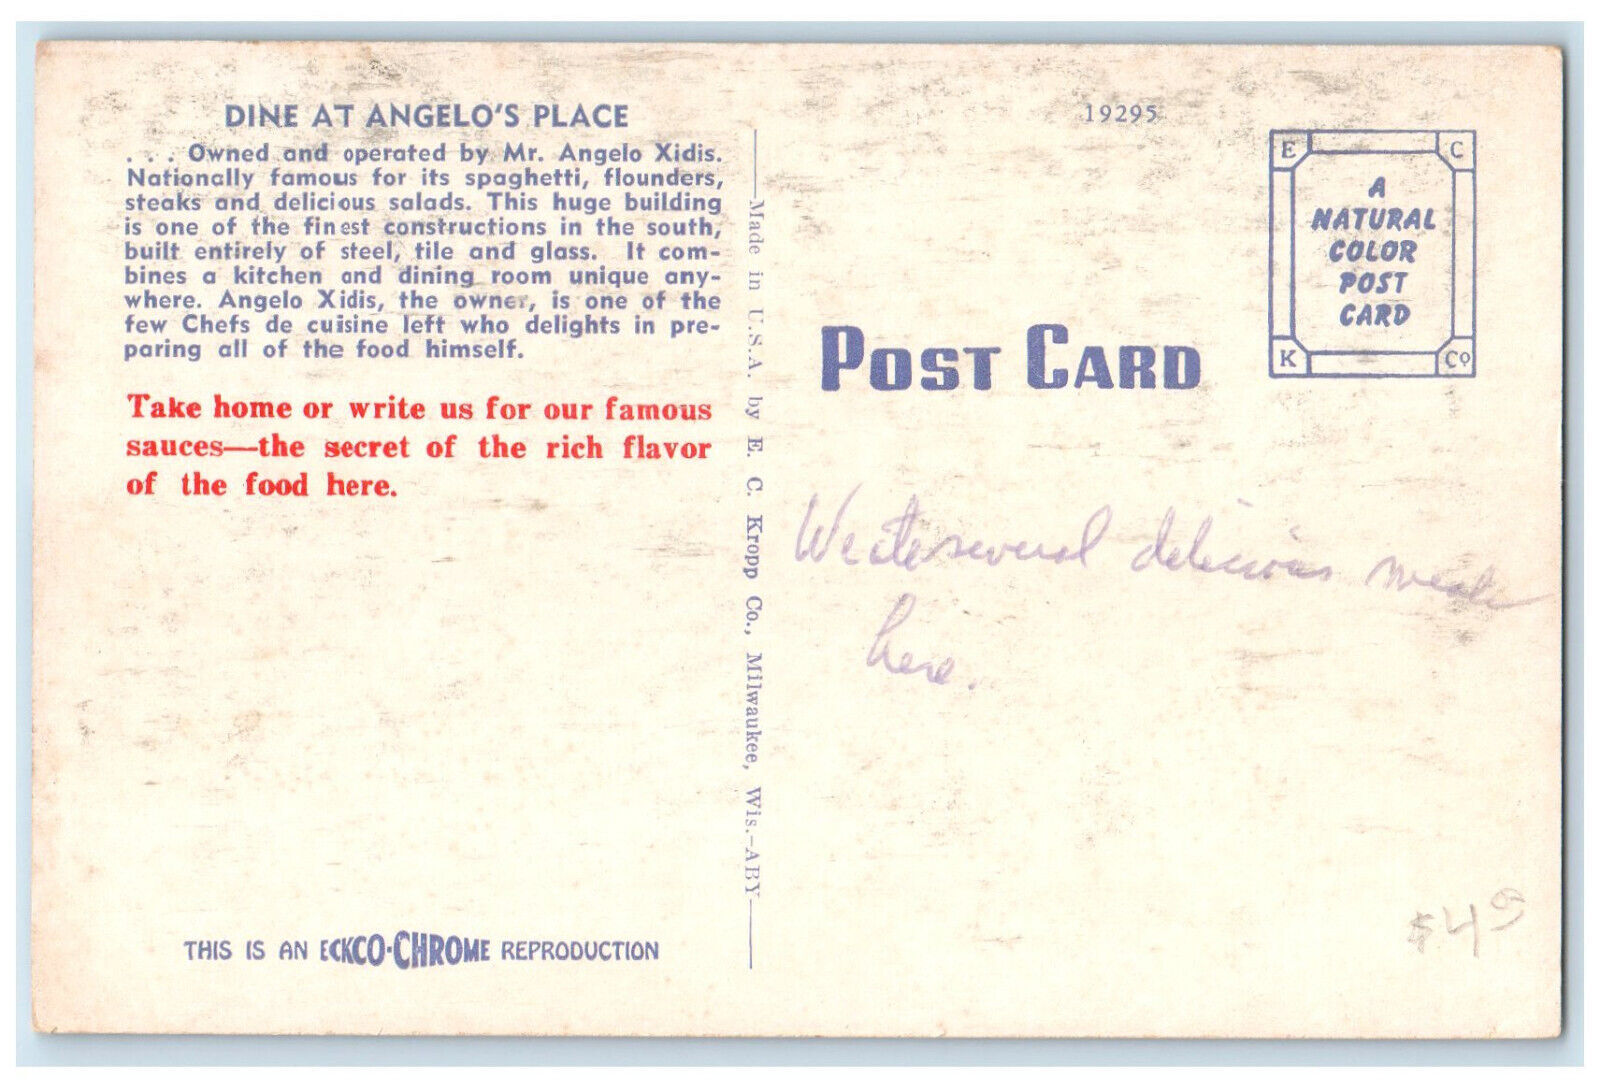 DINE AT ANGELO'S PLACE
. . . Owned and operated by Mr. Angelo Xidis.
Nationally famous for its spaghetti, flounders,
steaks and delicious salads. This huge building
is one of the finest constructions in the south,
built entirely of steel, tile and glass. It com-
bines a kitchen and dining room unique any-
where. Angelo Xidis, the owner, is one of the
few Chefs de cuisine left who delights in pre-
paring all of the food himself.
Take home or write us for our famous
sauces—the secret of the rich flavor
of the food here.
THIS IS AN ECKCO-CHROME REPRODUCTION
Made in U.S.A. by E. C. Kropp Co., Milwaukee, Wis.-ABY
19295
E C
A
NATURAL
COLOR
POST
CARD
K Co
POST CARD
We ate several delicious meals
here.
$4